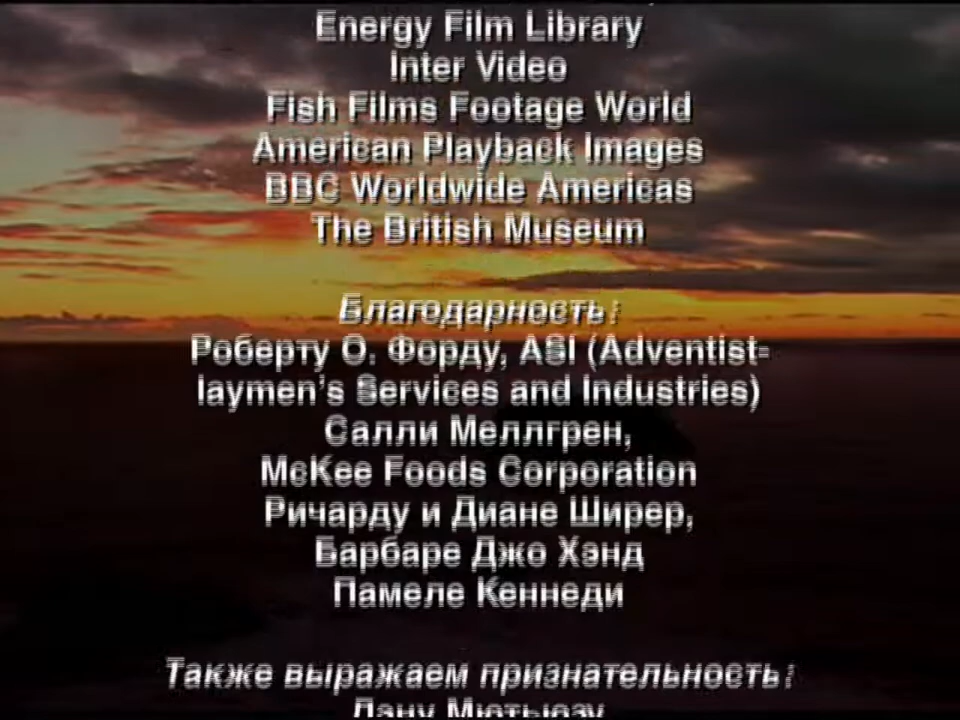 Energy Film Library
Inter Video
Fish Films Footage World
American Playback Images
BBC Worldwide Americas
The British Museum
Благодарность:
Роберту О. Форду, ASI (Adventist-
laymen's Services and Industries)
Салли Меллгрен,
McKee Foods Corporation
Ричарду и Диане Ширер,
Барбаре Джо Хэнд
Памеле Кеннеди
Также выражаем признательность:
Дану Мютьюзу